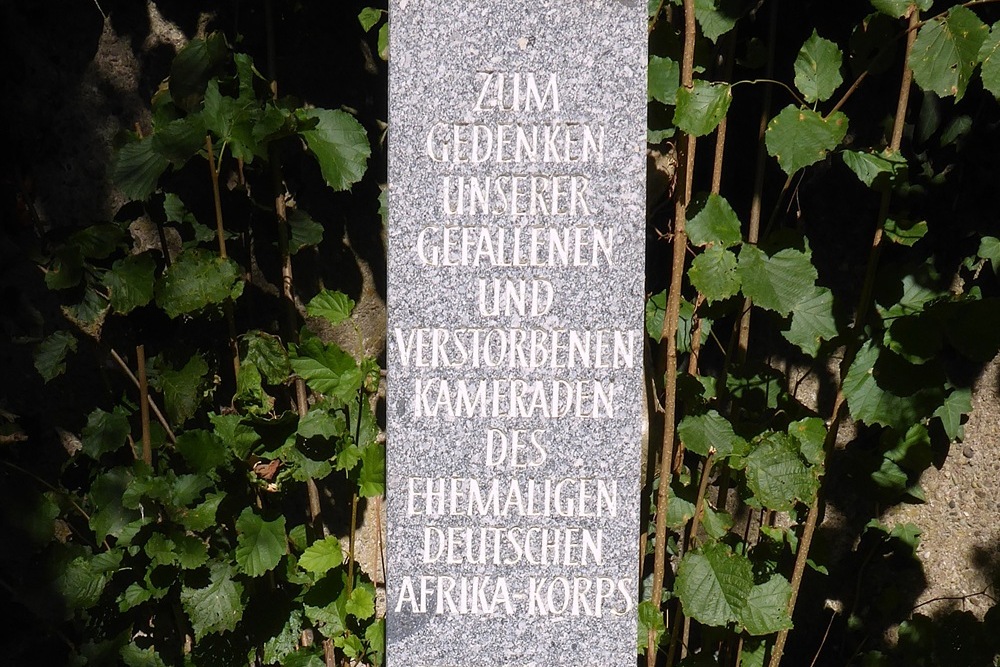 ZUM
GEDENKEN
UNSERER
GEFALLENEN
UND
VERSTORBENEN
KAMERADEN
DES
EHEMALIGEN
DEUTSCHEN
AFRIKA-KORPS